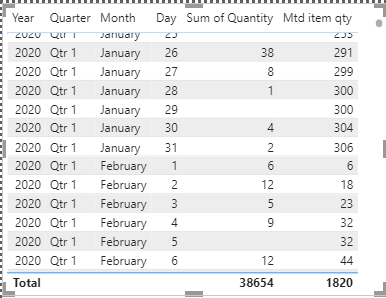 Year Quarter Month Day Sum of Quantity Mtd item qty
2020 Qtr 1 January 25 253
2020 Qtr 1 January 26 38 291
2020 Qtr 1 January 27 8 299
2020 Qtr 1 January 28 1 300
2020 Qtr 1 January 29 300
2020 Qtr 1 January 30 4 304
2020 Qtr 1 January 31 2 306
2020 Qtr 1 February 1 6 6
2020 Qtr 1 February 2 12 18
2020 Qtr 1 February 3 5 23
2020 Qtr 1 February 4 9 32
2020 Qtr 1 February 5 32
2020 Qtr 1 February 6 12 44
Total 38654 1820